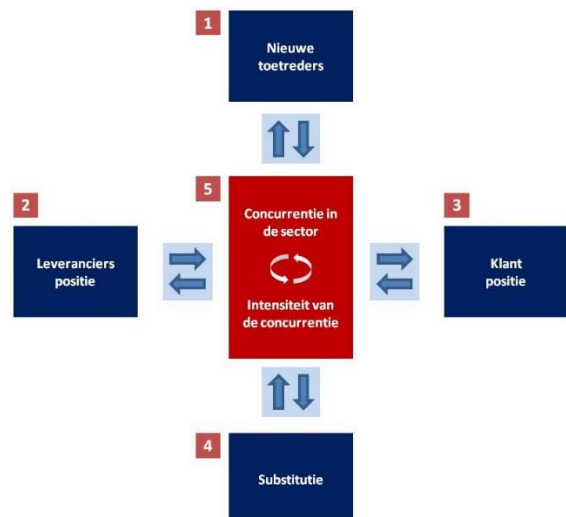 1
Nieuwe
toetreders
2
Leveranciers
positie
5
Concurrentie in
de sector
Intensiteit van
de concurrentie
3
Klant
positie
4
Substitutie